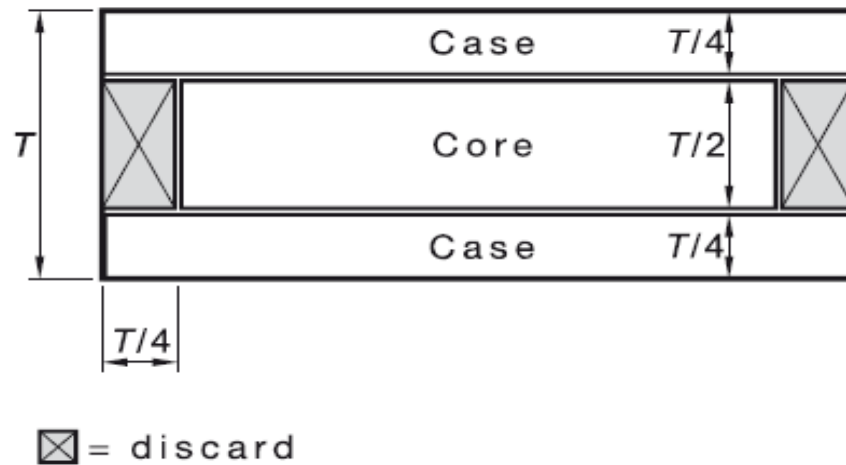 Case T/4
T
Core T/2
Case T/4
T/4
= discard